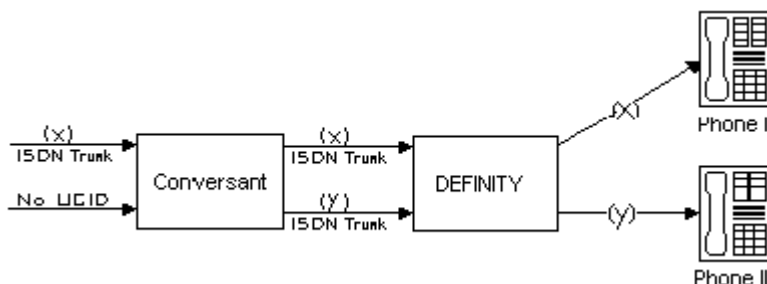 (x)
ISDN Trunk
No UCID
Conversant
(x)
ISDN Trunk
(y)
ISDN Trunk
DEFINITY
(x)
(y)
Phone I
Phone II